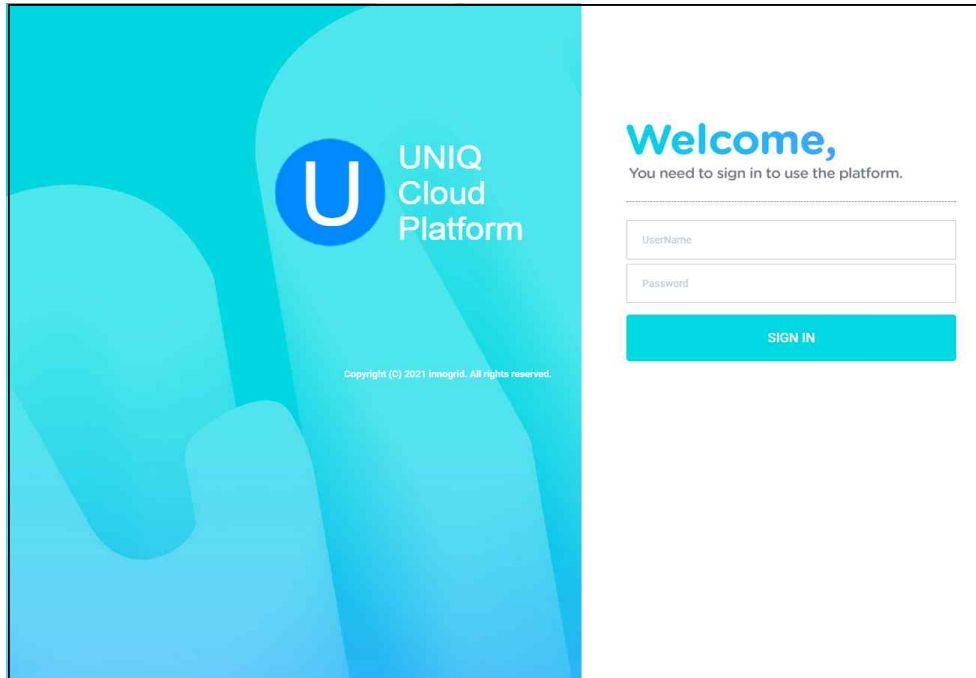 U
UNIQ
Cloud
Platform
Copyright (C) 2021 Innogrid. All rights reserved.
Welcome,
You need to sign in to use the platform.
UserName
Password
SIGN IN